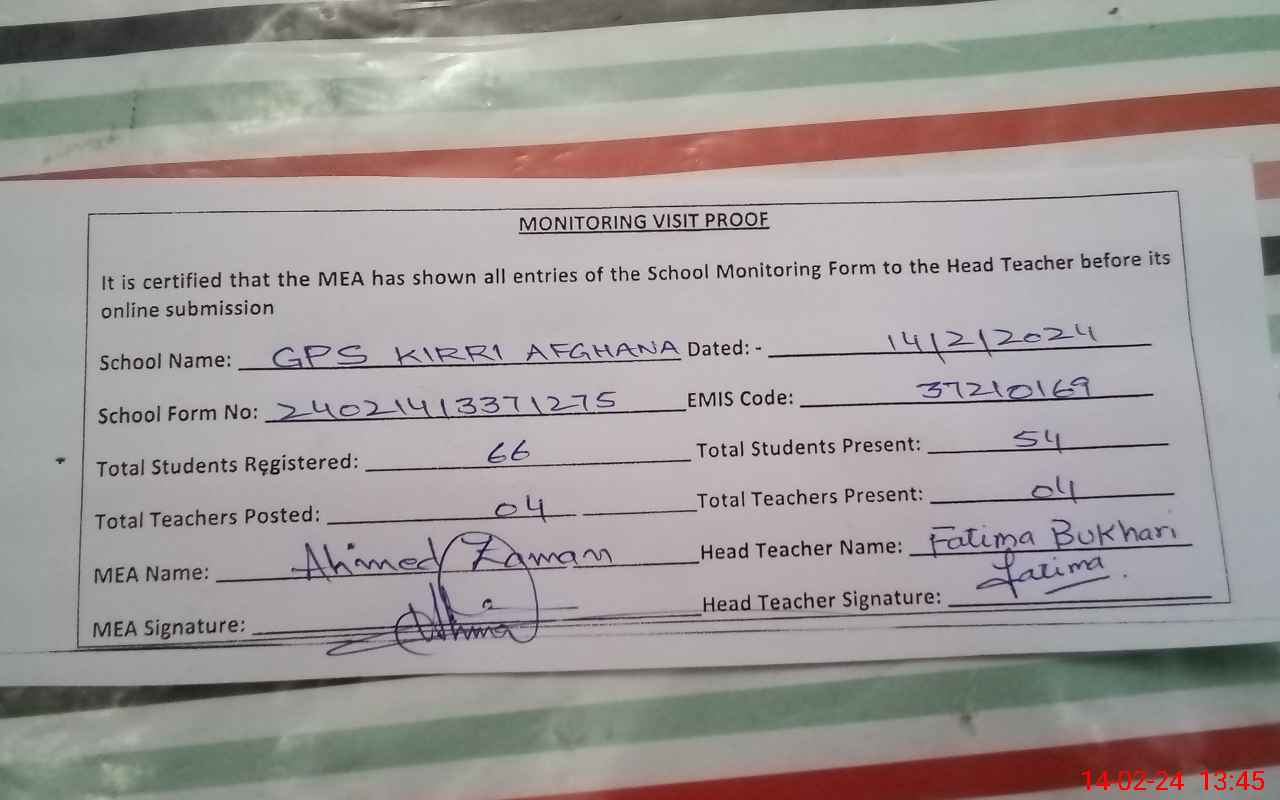 MONITORING VISIT PROOF
It is certified that the MEA has shown all entries of the School Monitoring Form to the Head Teacher before its
online submission
School Name: GPS KIRRI AFGHANA Dated: - 14/2/2024
School Form No: 24021413371275 EMIS Code: 37210169
Total Students Registered: 66 Total Students Present: 54
Total Teachers Posted: 04 Total Teachers Present: 04
MEA Name: Ahmed Zaman Head Teacher Name: Fatima Bukhari
MEA Signature: Head Teacher Signature: Fatima.
14-02-24 13:45